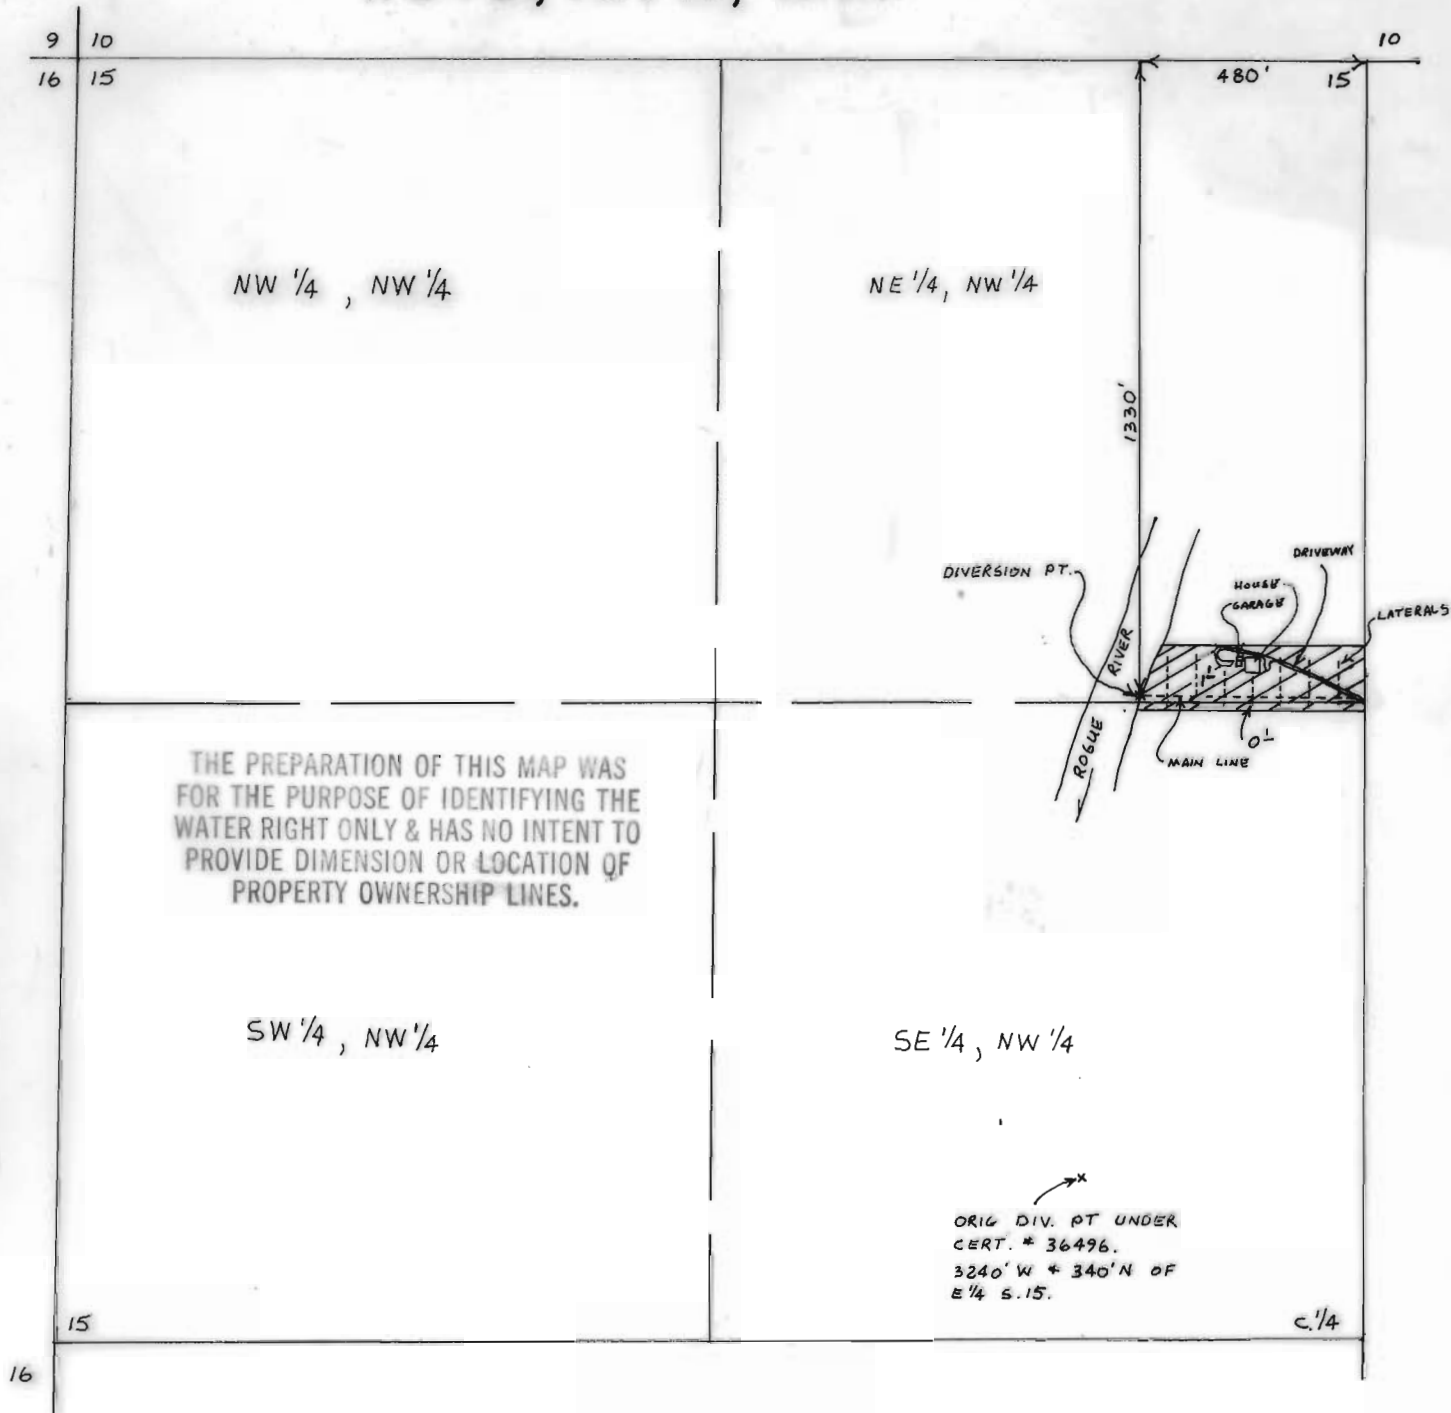 9 10
10
16 15
480'
15
NW 1/4 , NW 1/4
NE 1/4, NW 1/4
1330'
DIVERSION PT.
DRIVEWAY
HOUSE
GARAGE
LATERALS
RIVER
1-
ROGUE
0-
MAIN LINE
THE PREPARATION OF THIS MAP WAS
FOR THE PURPOSE OF IDENTIFYING THE
WATER RIGHT ONLY & HAS NO INTENT TO
PROVIDE DIMENSION OR LOCATION OF
PROPERTY OWNERSHIP LINES.
SW 1/4 , NW 1/4
SE 1/4, NW 1/4
x
ORIG DIV. PT UNDER
CERT. # 36496.
3240' W & 340' N OF
E 1/4 S.15.
15
C.1/4
16